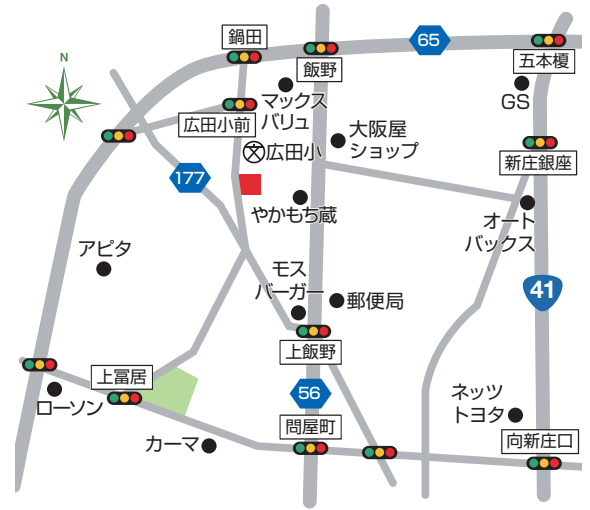 鍋田
65
五本榎
N
飯野
マックス
バリュ
GS
広田小前
大阪屋
ショップ
文広田小
新庄銀座
177
やかもち蔵
オート
バックス
アピタ
モス
バーガー
郵便局
41
上飯野
上冨居
56
ネッツ
トヨタ
ローソン
問屋町
カーマ
向新庄口